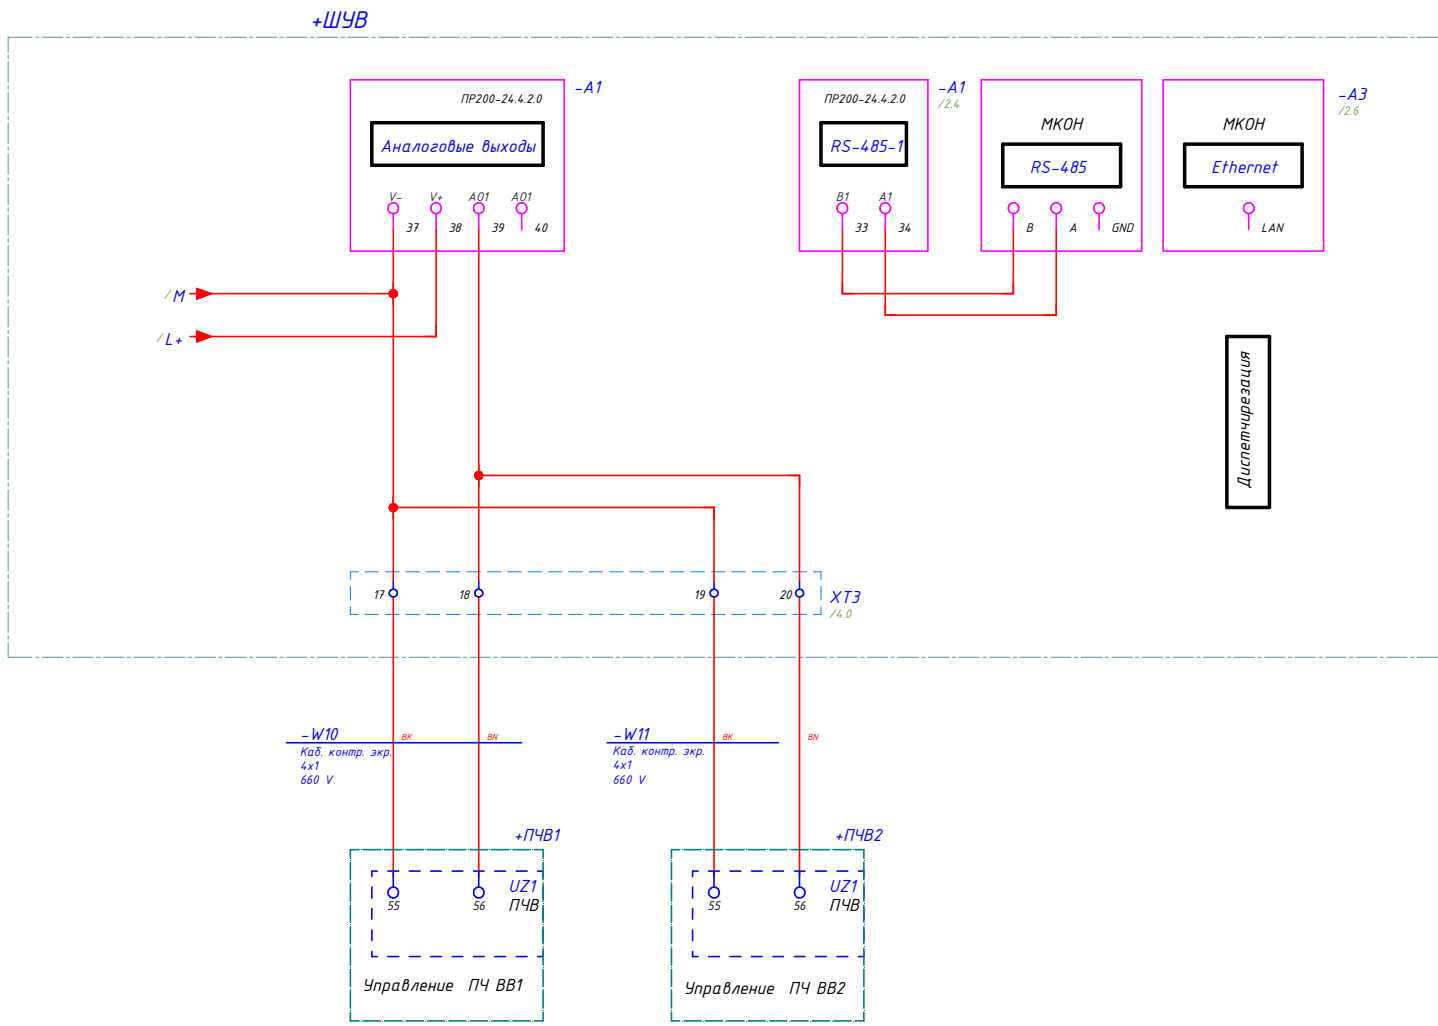 +ШУВ
-A1
ПР200-24.4.2.0
Аналоговые выходы
V-
V+
AO1
AO1
37
38
39
40
-A1
/2.4
ПР200-24.4.2.0
RS-485-1
B1
A1
33
34
МКОН
RS-485
B
A
GND
-A3
/2.6
МКОН
Ethernet
LAN
/ M
/ L+
Диспетчирезация
17
18
19
20
XT3
/4.0
-W10
BK
BN
Каб. контр. экр.
4x1
660 V
-W11
BK
BN
Каб. контр. экр.
4x1
660 V
+ПЧВ1
UZ1
ПЧВ
55
56
Управление ПЧ ВВ1
+ПЧВ2
UZ1
ПЧВ
55
56
Управление ПЧ ВВ2